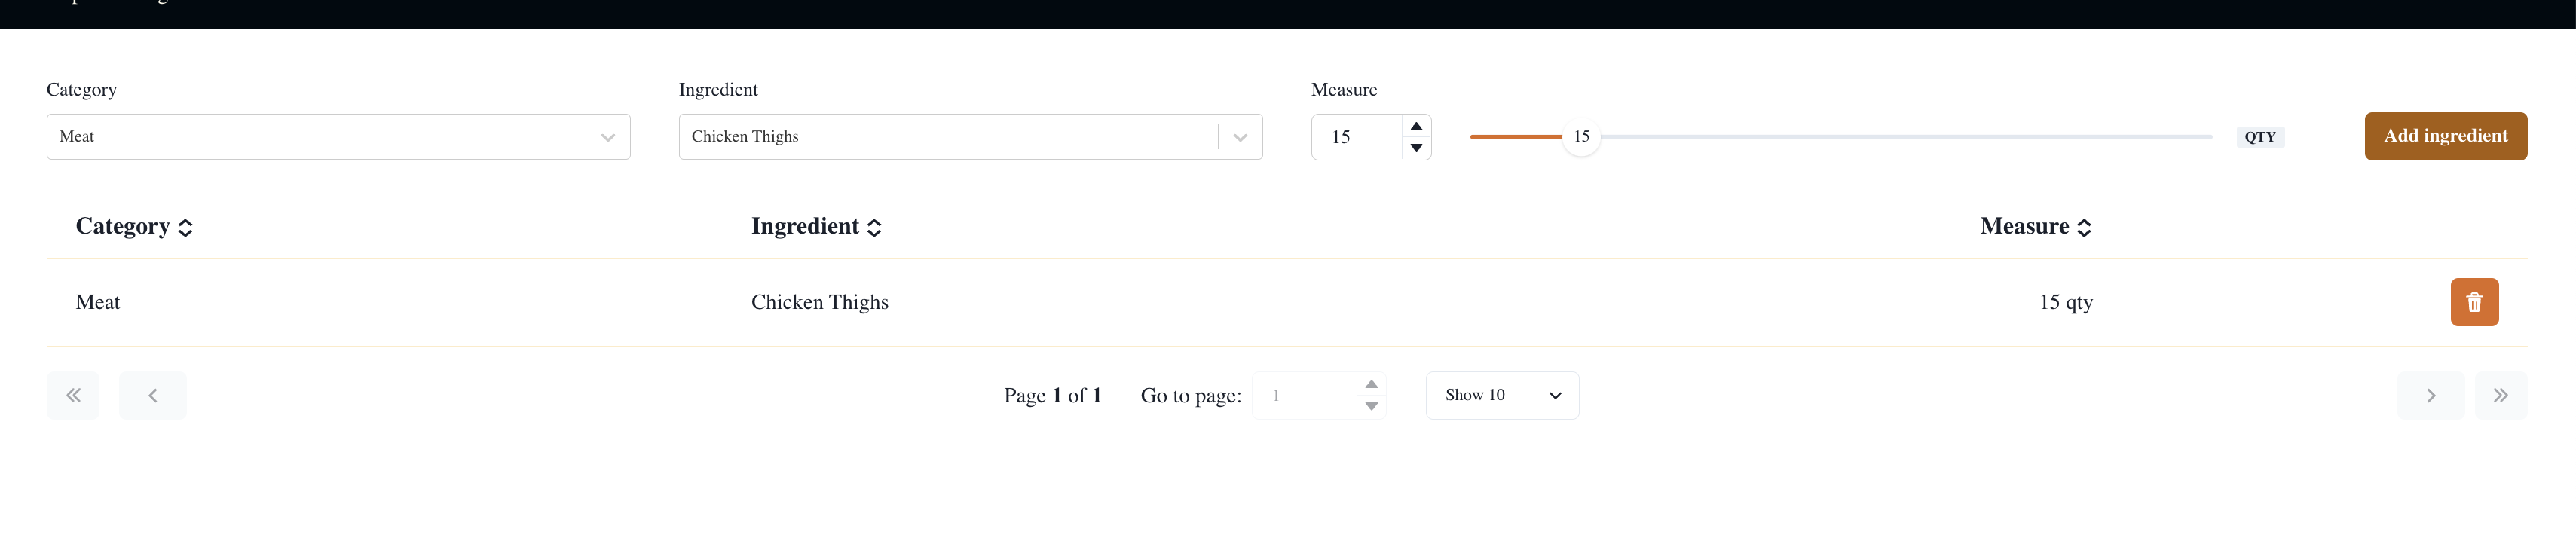 Category Ingredient Measure
Meat Chicken Thighs 15 15 QTY Add ingredient
Category Ingredient Measure
Meat Chicken Thighs 15 qty
Page 1 of 1 Go to page: 1 Show 10